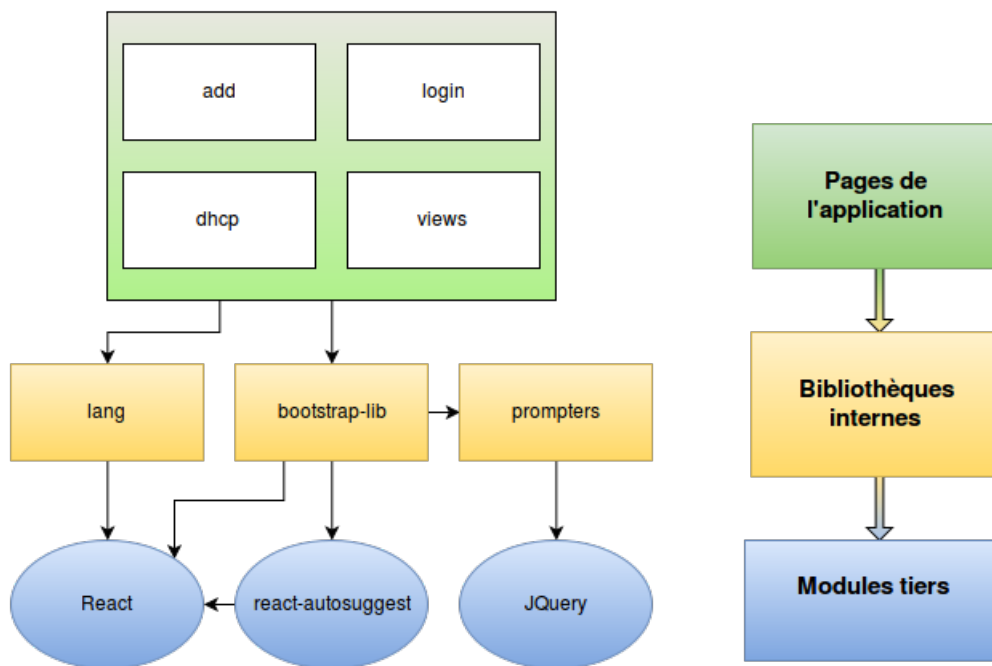 add
login
dhcp
views
Pages de
l'application
lang
bootstrap-lib
prompters
Bibliothèques
internes
React
react-autosuggest
JQuery
Modules tiers